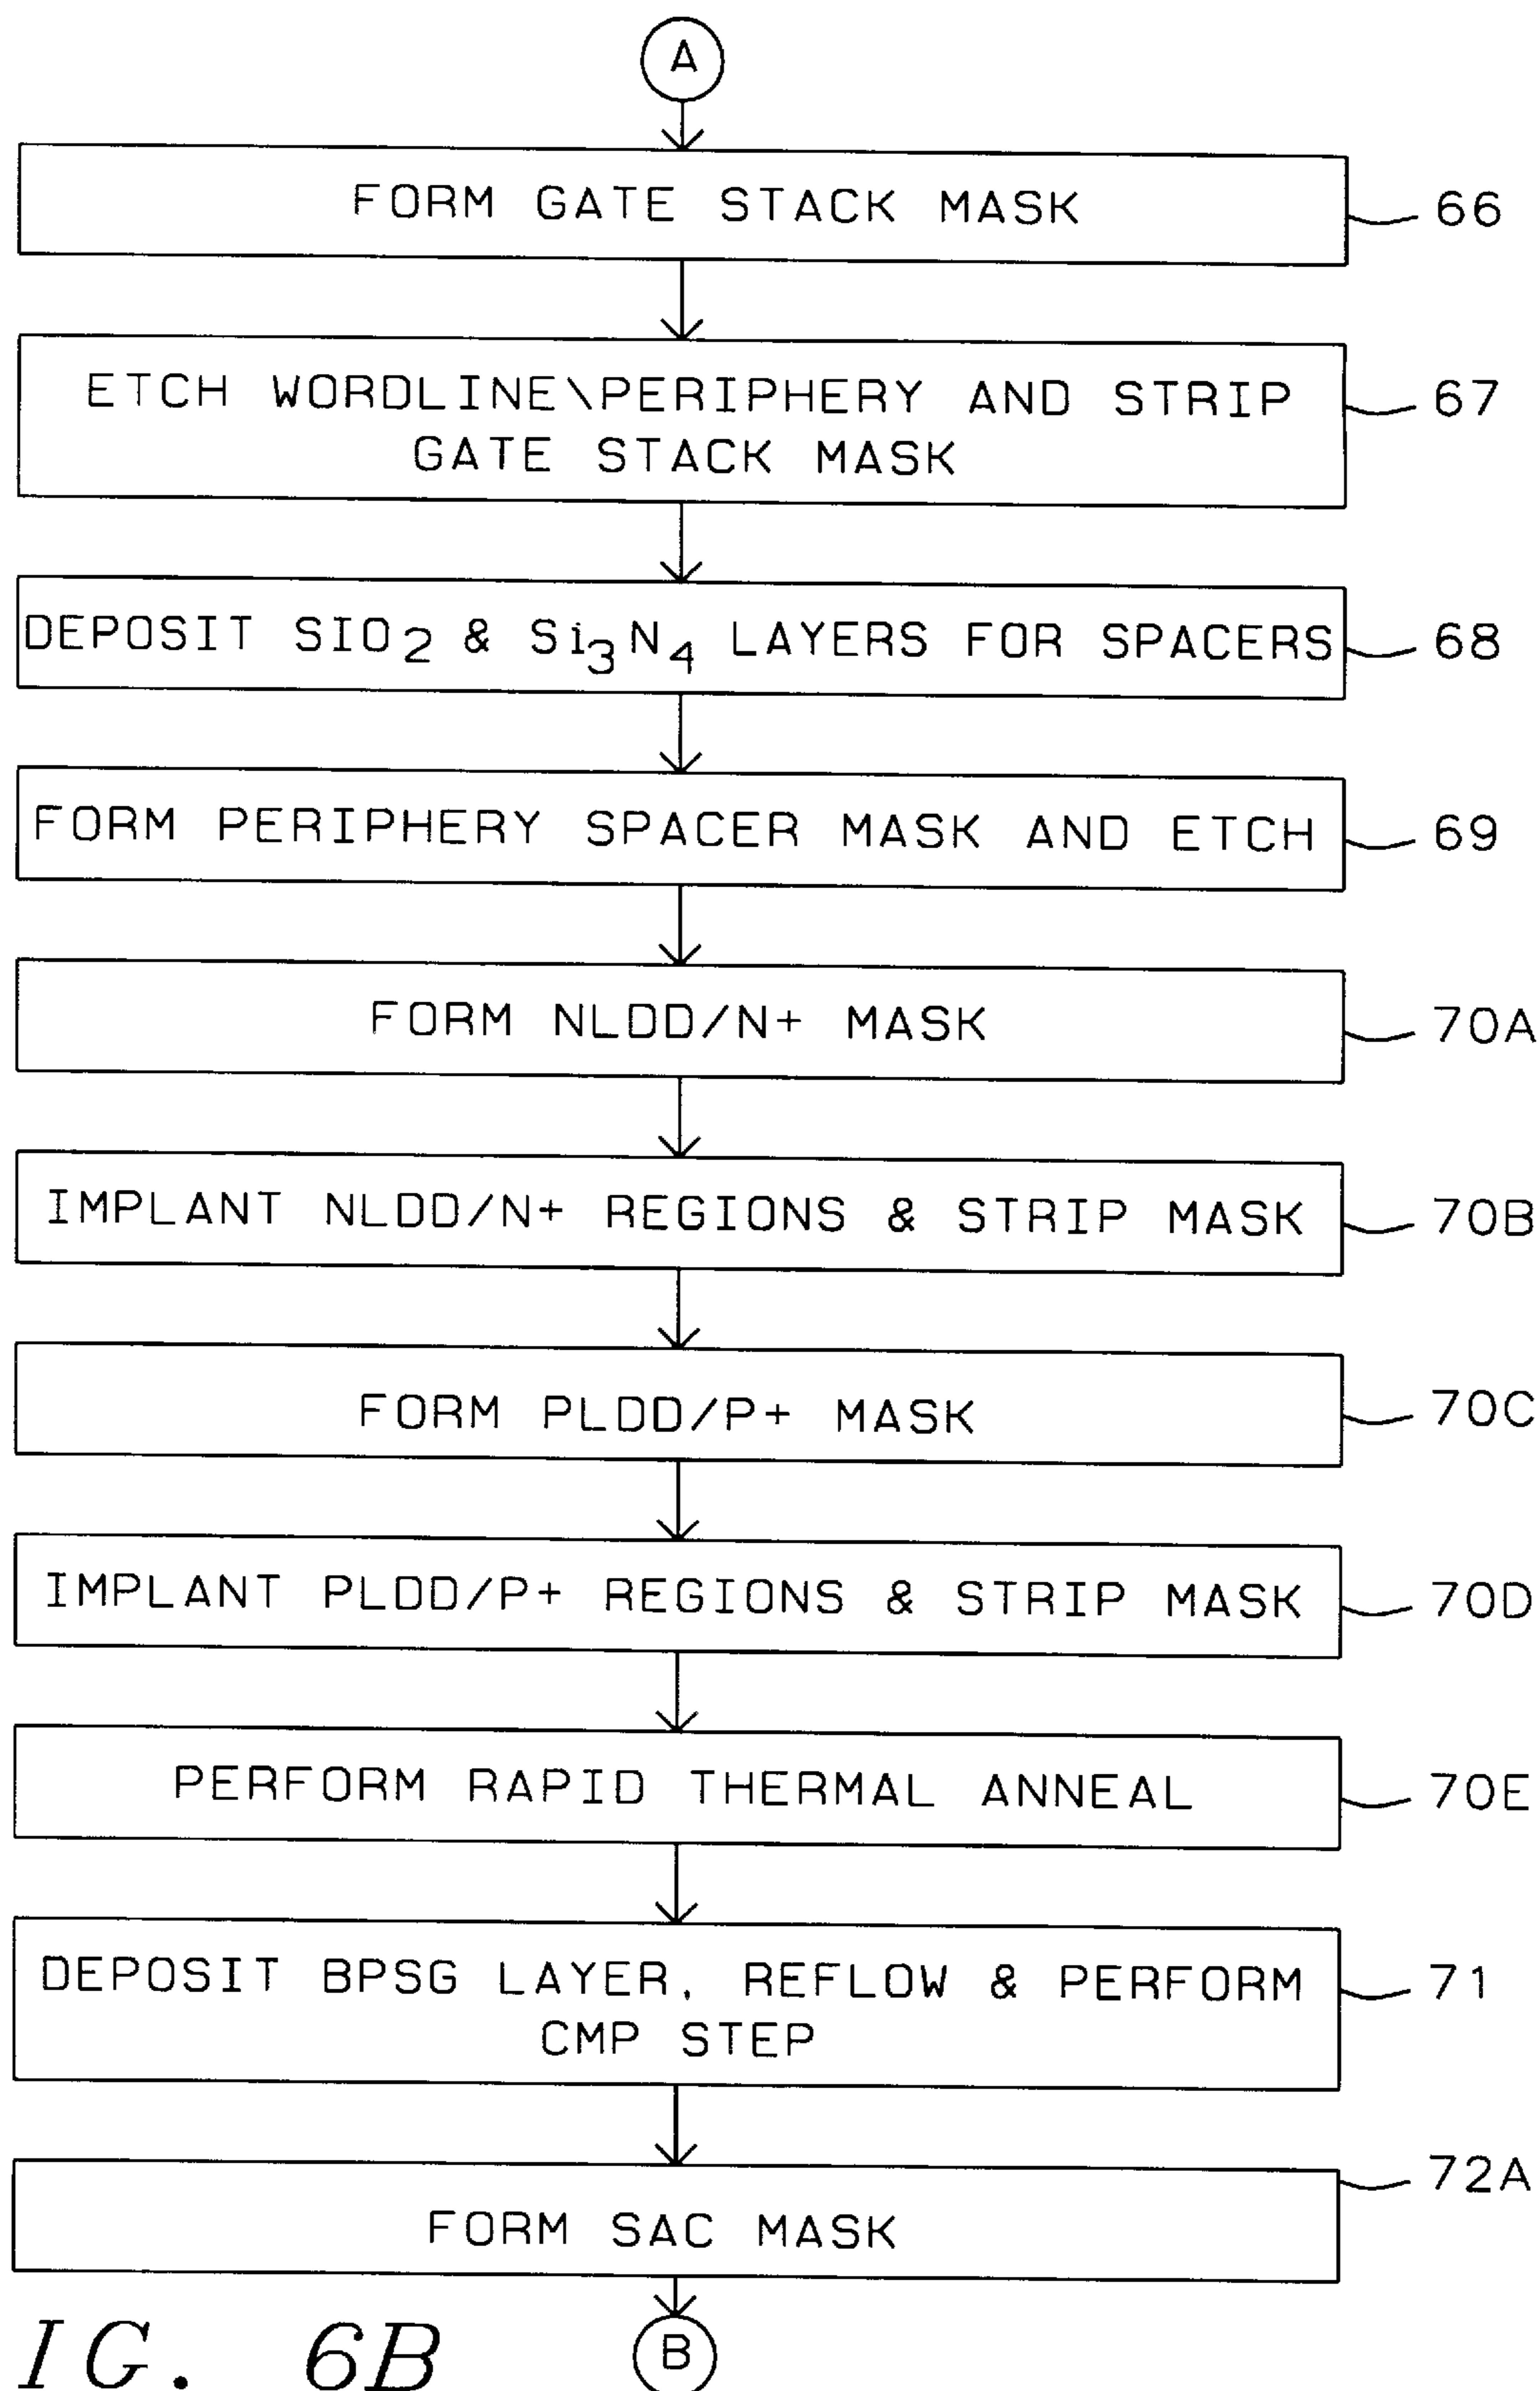 A
FORM GATE STACK MASK
66
ETCH WORDLINE\PERIPHERY AND STRIP
GATE STACK MASK
67
DEPOSIT SIO2 & Si3N4 LAYERS FOR SPACERS
68
FORM PERIPHERY SPACER MASK AND ETCH
69
FORM NLDD/N+ MASK
70A
IMPLANT NLDD/N+ REGIONS & STRIP MASK
70B
FORM PLDD/P+ MASK
70C
IMPLANT PLDD/P+ REGIONS & STRIP MASK
70D
PERFORM RAPID THERMAL ANNEAL
70E
DEPOSIT BPSG LAYER, REFLOW & PERFORM
CMP STEP
71
FORM SAC MASK
72A
IG. 6B
B